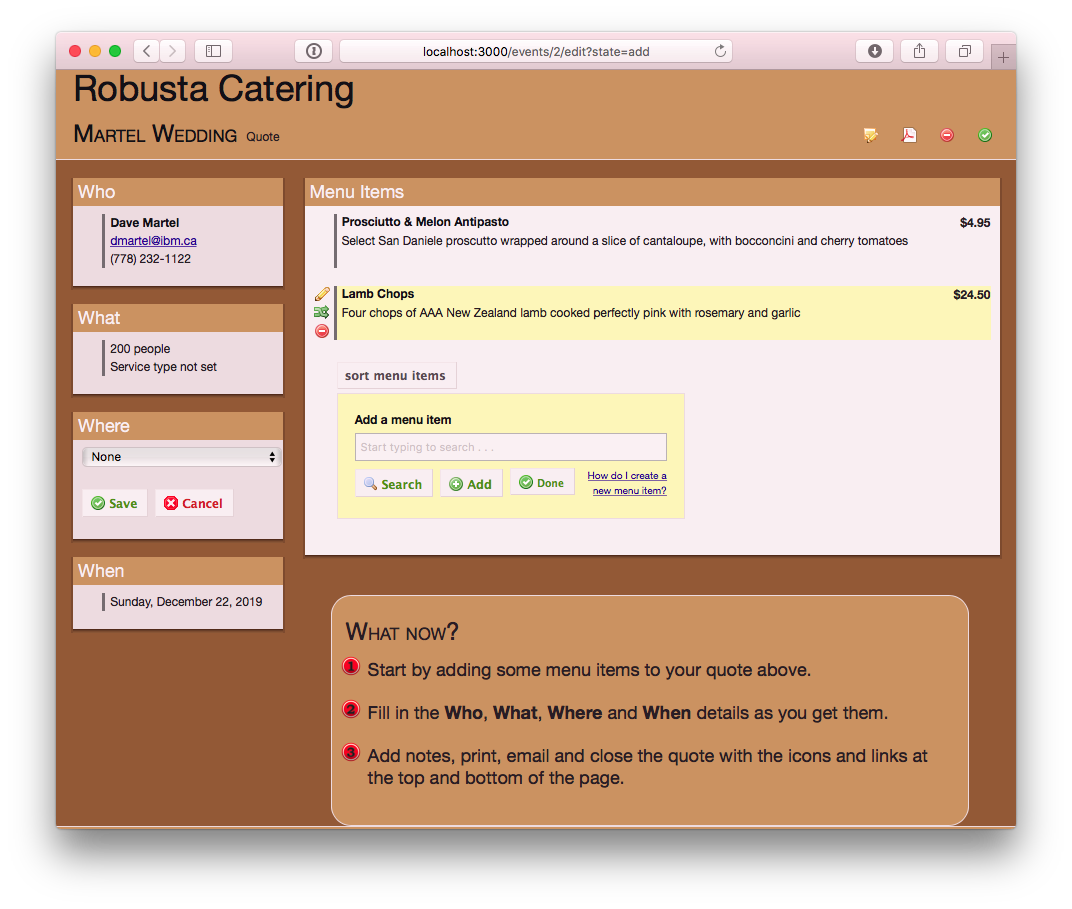 localhost:3000/events/2/edit?state=add
Robusta Catering
Martel Wedding Quote
Who
Dave Martel
dmartel@ibm.ca
(778) 232-1122
What
200 people
Service type not set
Where
None
Save Cancel
When
Sunday, December 22, 2019
Menu Items
Prosciutto & Melon Antipasto $4.95
Select San Daniele proscutto wrapped around a slice of cantaloupe, with bocconcini and cherry tomatoes
Lamb Chops $24.50
Four chops of AAA New Zealand lamb cooked perfectly pink with rosemary and garlic
sort menu items
Add a menu item
Start typing to search . . .
Search Add Done How do I create a
new menu item?
What now?
1 Start by adding some menu items to your quote above.
2 Fill in the Who, What, Where and When details as you get them.
3 Add notes, print, email and close the quote with the icons and links at
the top and bottom of the page.